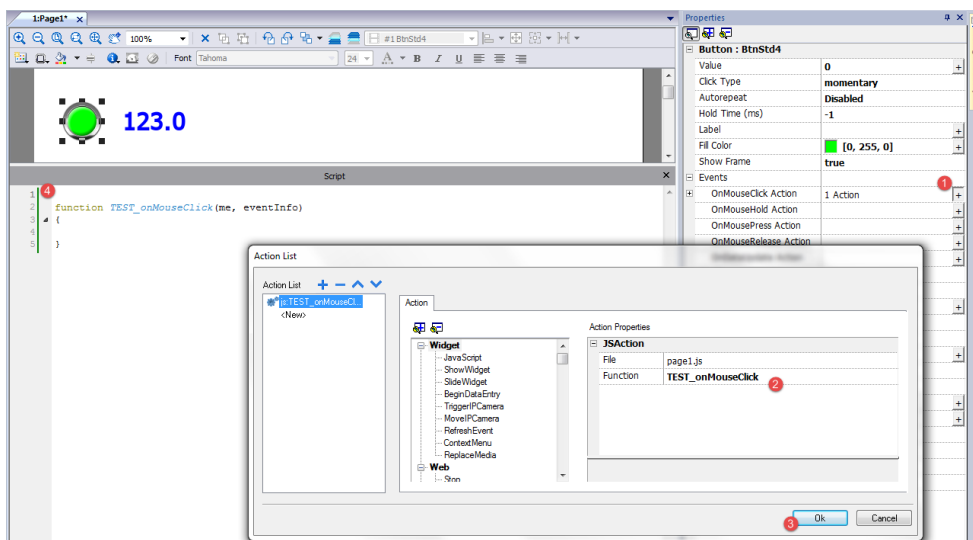 1:Page1* x
Properties
100%
#1 BtnStd4
Font Tahoma 24 A B I U
Button : BtnStd4
Value 0 +
Click Type momentary
Autorepeat Disabled
Hold Time (ms) -1
Label +
Fill Color [0, 255, 0] +
Show Frame true
Events
OnMouseClick Action 1 Action +
1
OnMouseHold Action +
OnMousePress Action +
OnMouseRelease Action +
123.0
Script x
1 4
2 function TEST_onMouseClick(me, eventInfo)
3 {
4
5 }
Action List
Action List
js:TEST_onMouseCl...
<New>
Action
Widget
JavaScript
ShowWidget
SlideWidget
BeginDataEntry
TriggerIPCamera
MoveIPCamera
RefreshEvent
ContextMenu
ReplaceMedia
Web
Stop
Action Properties
JSAction
File page1.js
Function TEST_onMouseClick
2
3
Ok Cancel